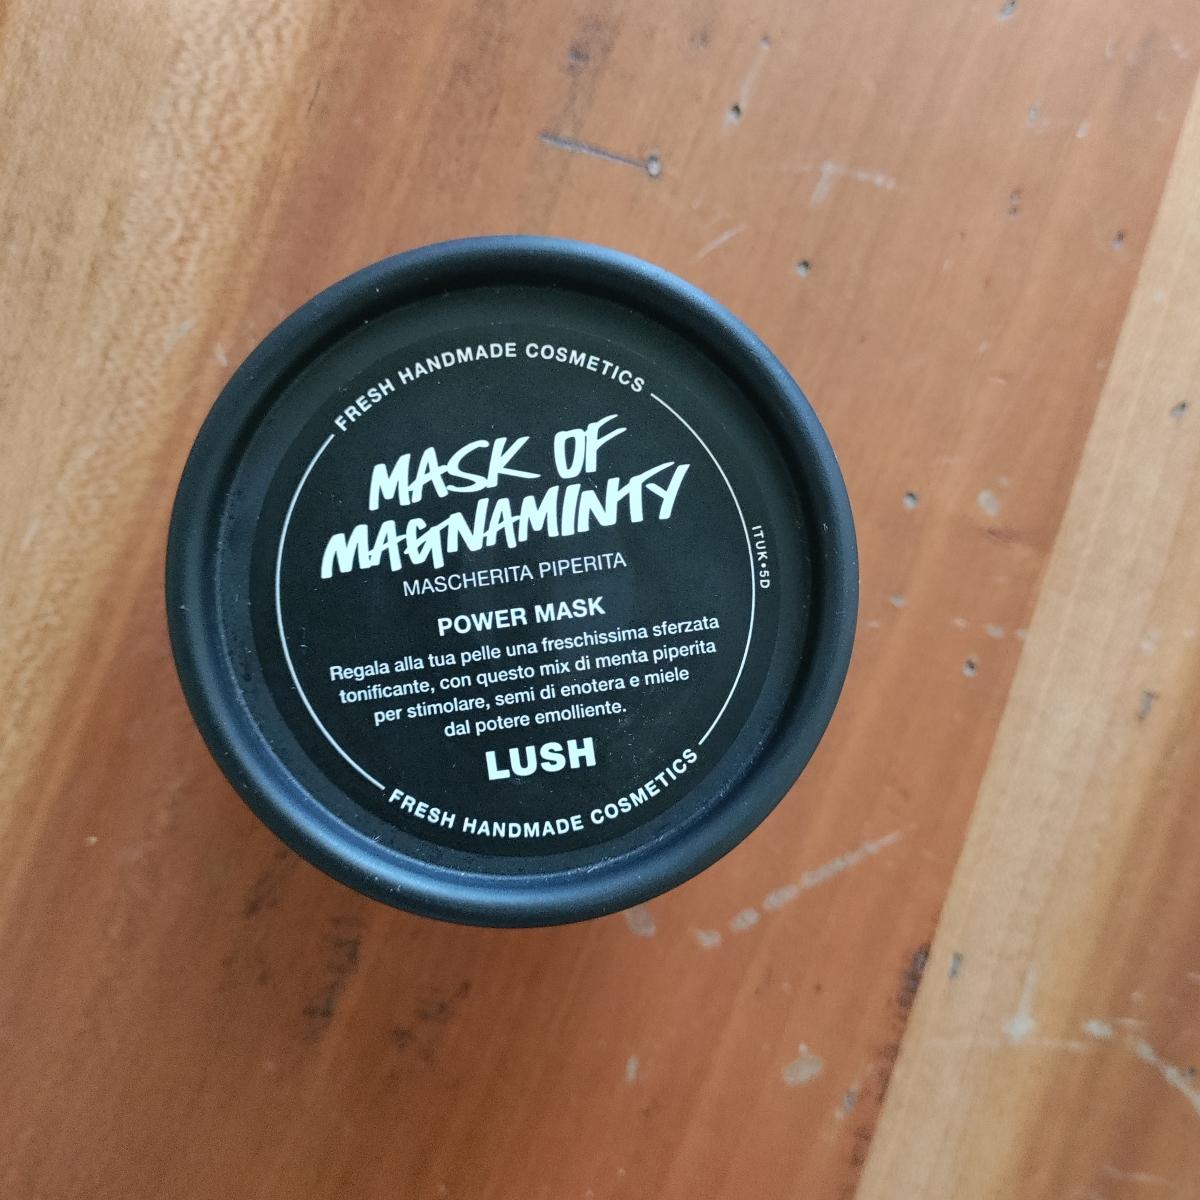 FRESH HANDMADE COSMETICS
MASK OF
MAGNAMINTY
MASCHERITA PIPERITA
POWER MASK
Regala alla tua pelle una freschissima sferzata
tonificante, con questo mix di menta piperita
per stimolare, semi di enotera e miele
dal potere emolliente.
LUSH
FRESH HANDMADE COSMETICS
ITUK•5D